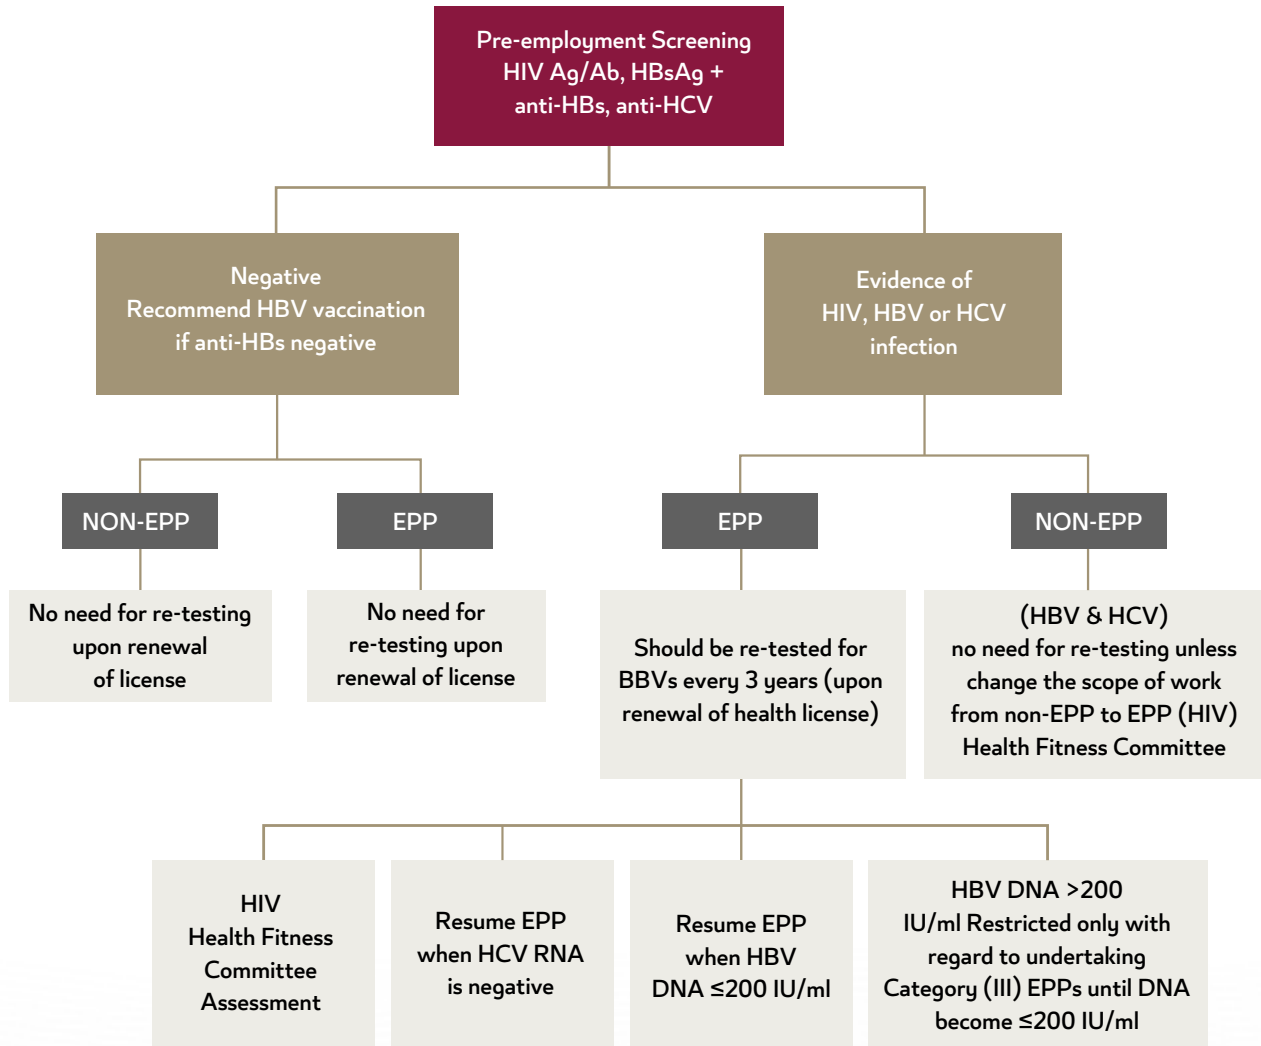 Pre-employment Screening
HIV Ag/Ab, HBsAg +
anti-HBs, anti-HCV
Negative
Recommend HBV vaccination
if anti-HBs negative
Evidence of
HIV, HBV or HCV
infection
NON-EPP
EPP
EPP
NON-EPP
No need for re-testing
upon renewal
of license
No need for
re-testing upon
renewal of license
Should be re-tested for
BBVs every 3 years (upon
renewal of health license)
(HBV & HCV)
no need for re-testing unless
change the scope of work
from non-EPP to EPP (HIV)
Health Fitness Committee
HIV
Health Fitness
Committee
Assessment
Resume EPP
when HCV RNA
is negative
Resume EPP
when HBV
DNA ≤200 IU/ml
HBV DNA >200
IU/ml Restricted only with
regard to undertaking
Category (III) EPPs until DNA
become ≤200 IU/ml